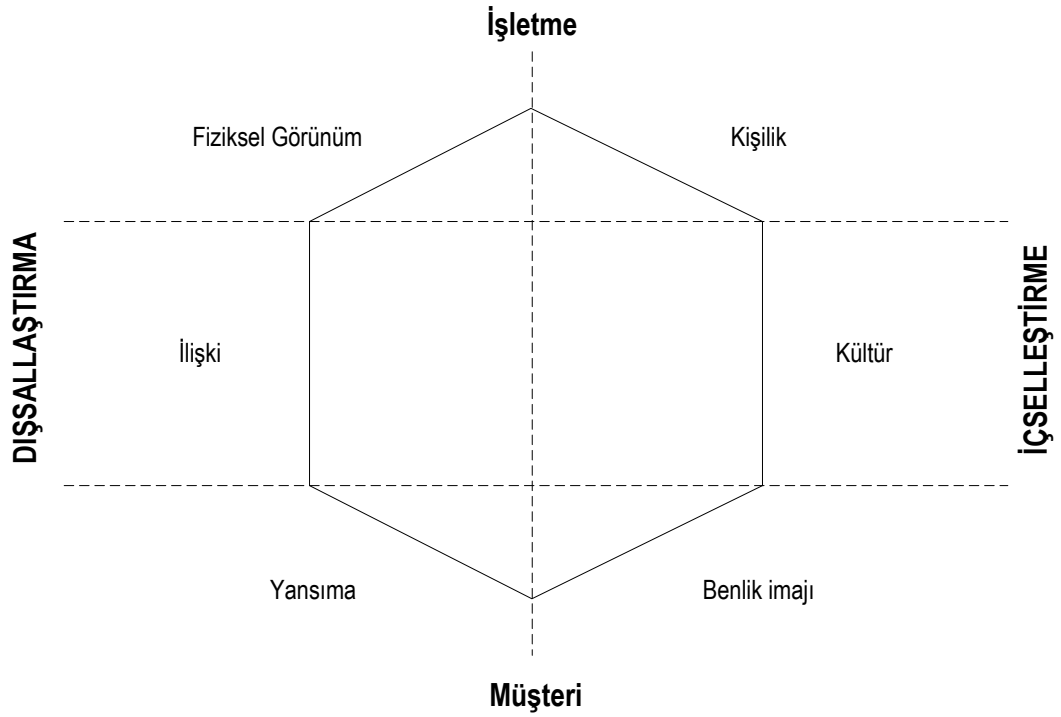 İşletme
Fiziksel Görünüm
Kişilik
DIŞSALLAŞTIRMA
İlişki
Kültür
İÇSELLEŞTİRME
Yansıma
Benlik imajı
Müşteri